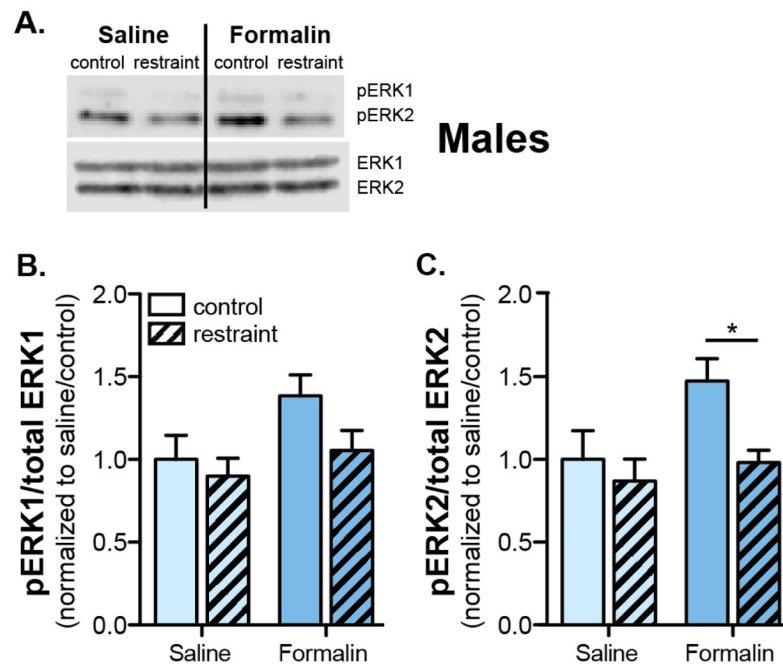 A.
Saline Formalin
control restraint control restraint
pERK1
pERK2
Males
ERK1
ERK2
B.
pERK1/total ERK1
(normalized to saline/control)
2.0
1.5
1.0
0.5
0.0
control
restraint
Saline Formalin
C.
pERK2/total ERK2
(normalized to saline/control)
2.0
1.5
1.0
0.5
0.0
*
Saline Formalin